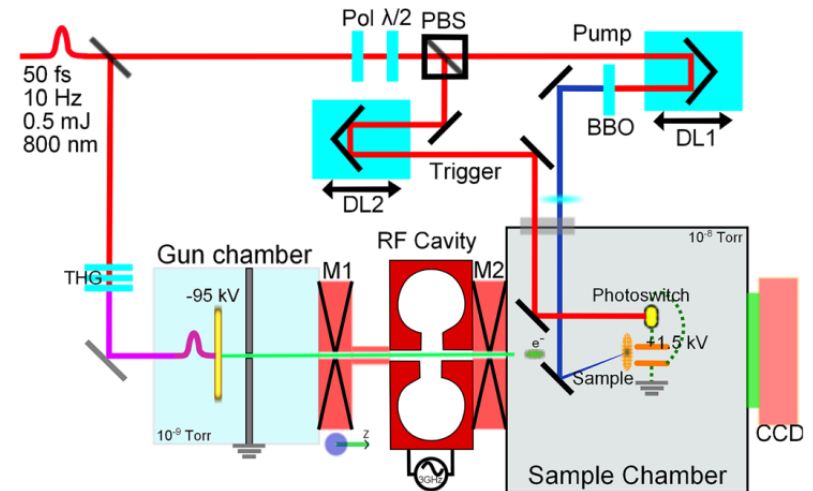 Pol λ/2 PBS
Pump
50 fs
10 Hz
0.5 mJ
800 nm
BBO
DL1
Trigger
DL2
THG
Gun chamber
-95 kV
10⁻⁹ Torr
M1
z
RF Cavity
3GHz
M2
10⁻⁸ Torr
Photoswitch
+1.5 kV
e⁻
Sample
CCD
Sample Chamber